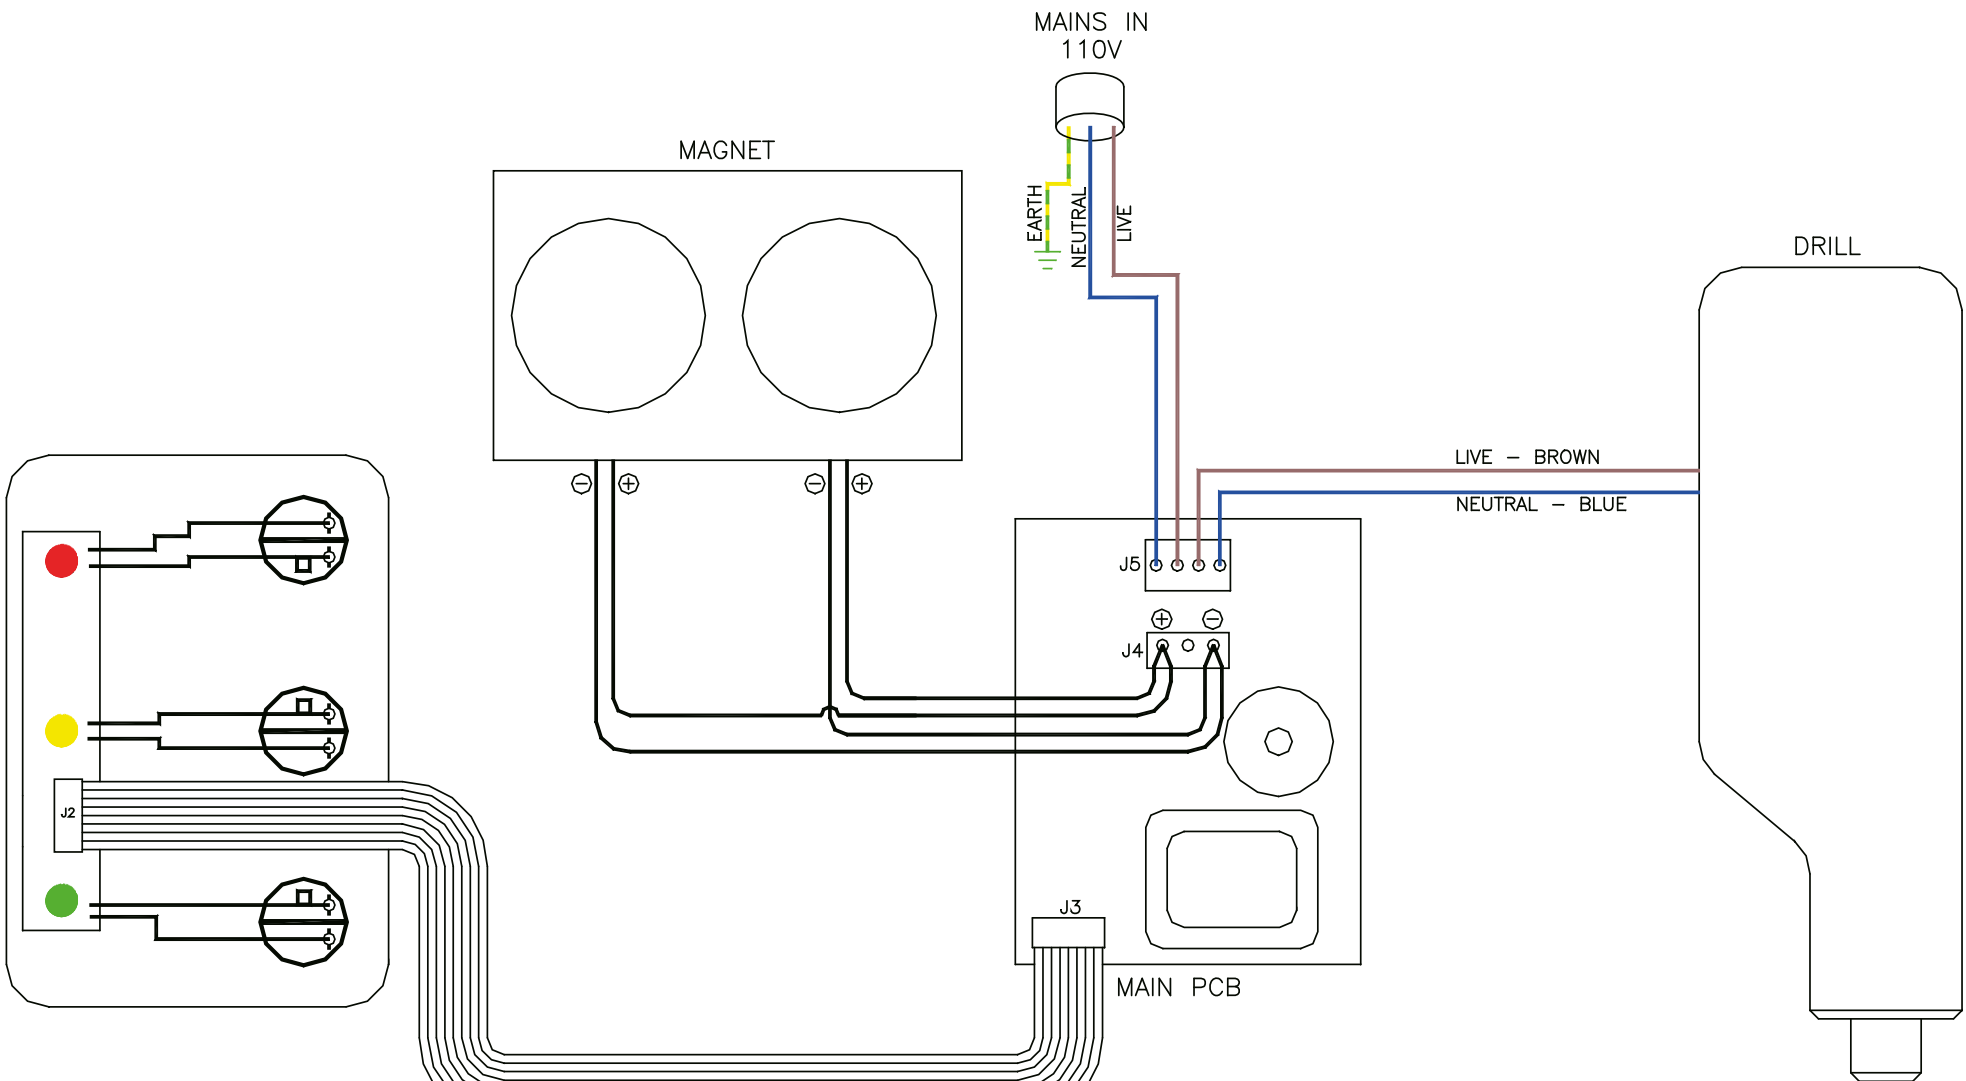 MAINS IN
110V
MAGNET
EARTH
NEUTRAL
LIVE
DRILL
LIVE - BROWN
NEUTRAL - BLUE
J5
J4
J2
J3
MAIN PCB